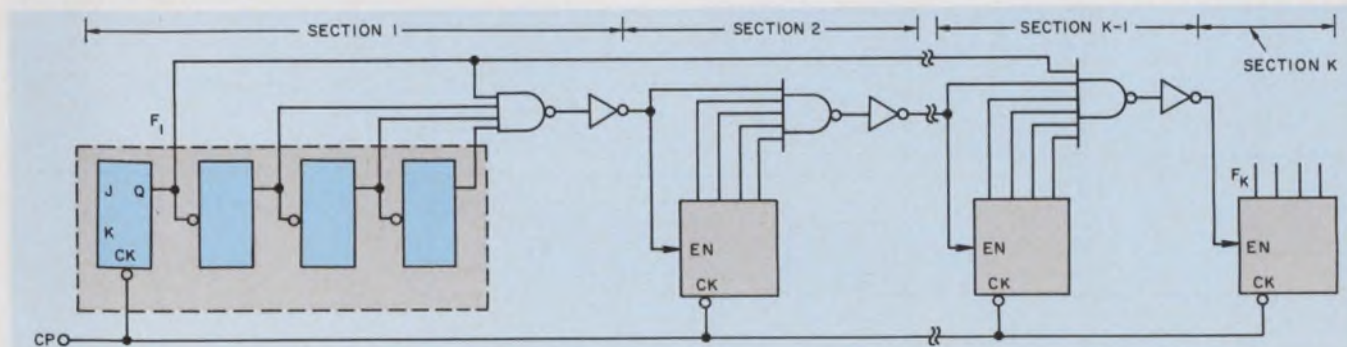 SECTION 1
SECTION 2
SECTION K-1
SECTION K
F1
J Q
K
CK
EN
CK
EN
CK
FK
EN
CK
CP